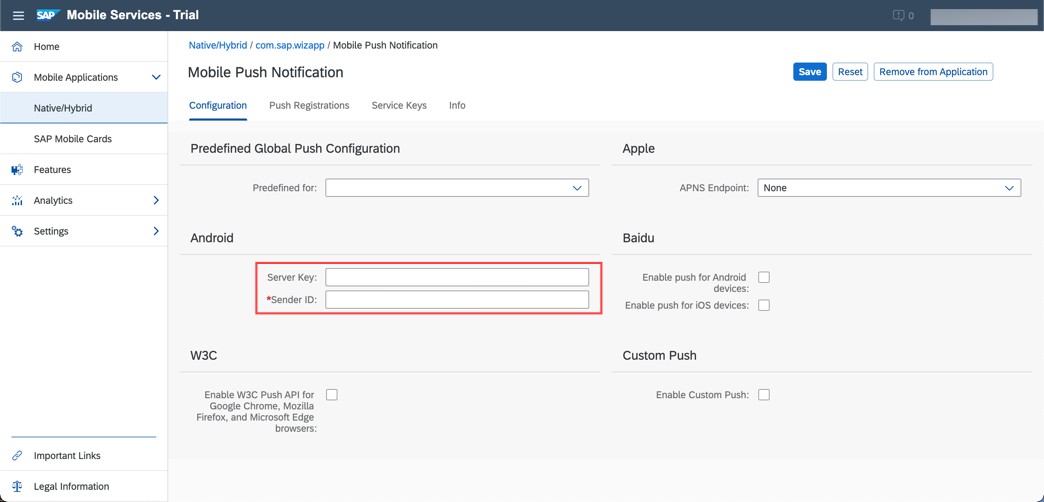 SAP Mobile Services - Trial
0
Home
Mobile Applications
Native/Hybrid
SAP Mobile Cards
Features
Analytics
Settings
Important Links
Legal Information
Native/Hybrid / com.sap.wizapp / Mobile Push Notification
Mobile Push Notification
Save Reset Remove from Application
Configuration Push Registrations Service Keys Info
Predefined Global Push Configuration
Predefined for:
Apple
APNS Endpoint: None
Android
Server Key:
*Sender ID:
Baidu
Enable push for Android
devices:
Enable push for iOS devices:
W3C
Enable W3C Push API for
Google Chrome, Mozilla
Firefox, and Microsoft Edge
browsers:
Custom Push
Enable Custom Push: